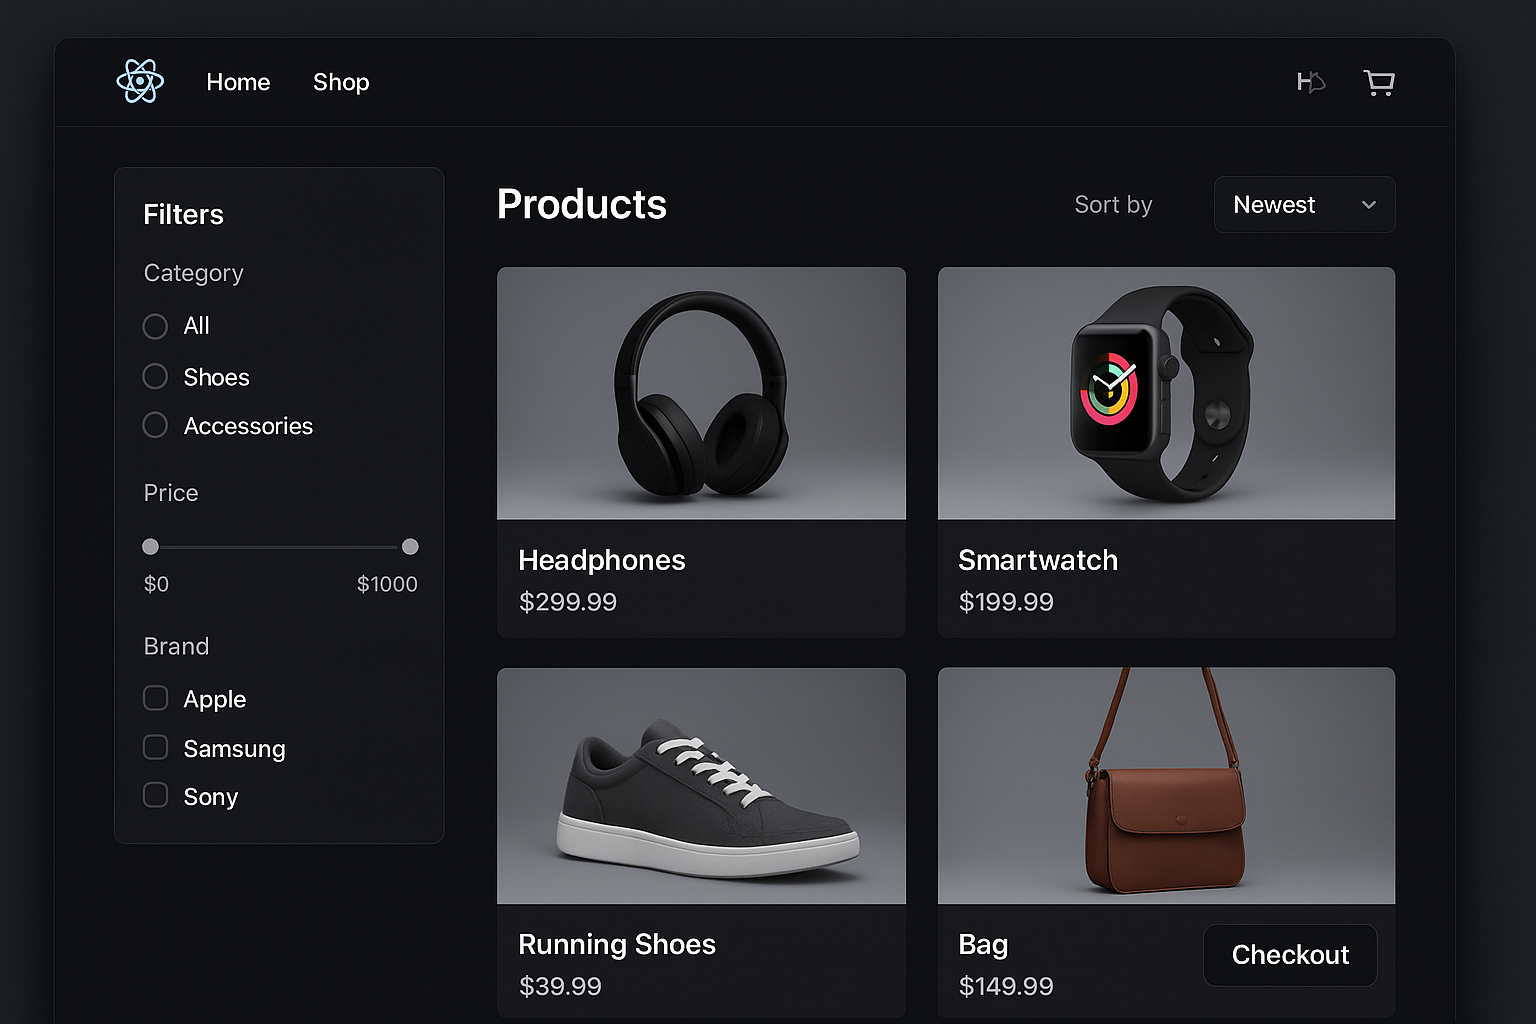 Home
Shop
Filters
Category
All
Shoes
Accessories
Price
$0
$1000
Brand
Apple
Samsung
Sony
Products
Sort by
Newest
Headphones
$299.99
Smartwatch
$199.99
Running Shoes
$39.99
Bag
$149.99
Checkout